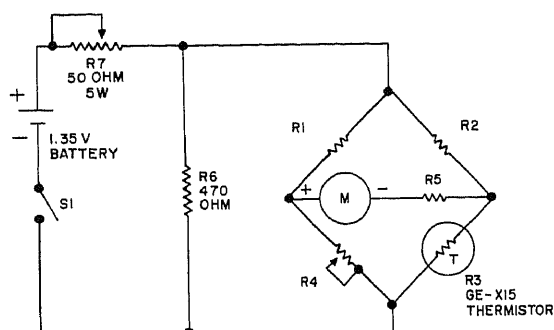 R7
50 OHM
5W
+
−
1.35 V
BATTERY
S1
R6
470
OHM
R1
R2
+
M
−
R5
R4
T
R3
GE-X15
THERMISTOR